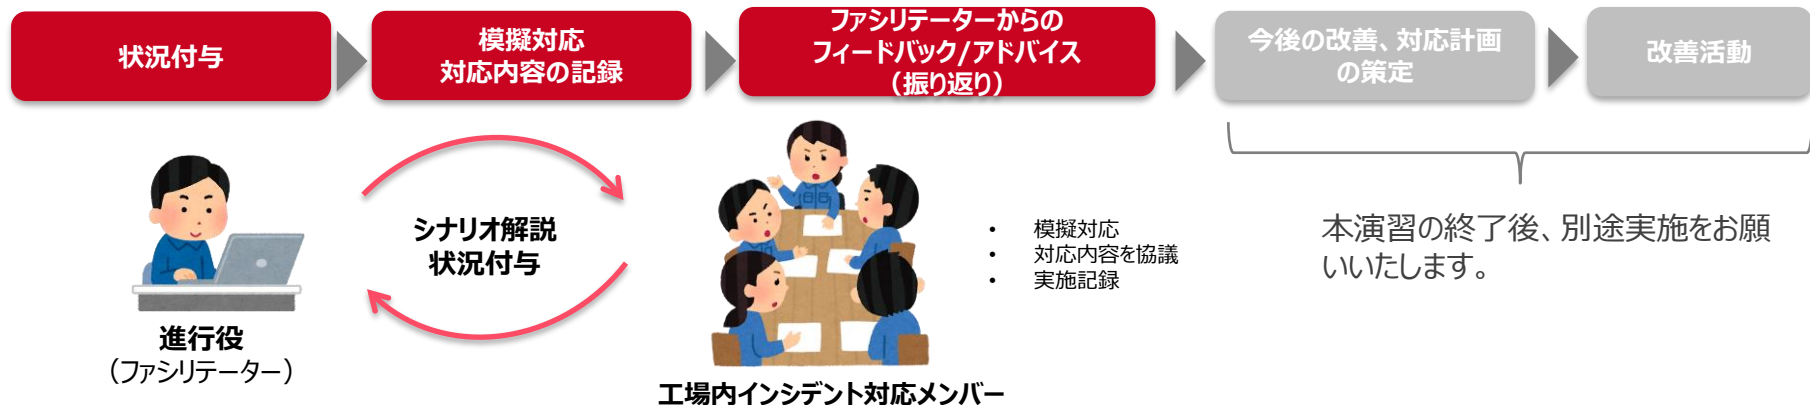 状況付与
模擬対応
対応内容の記録
ファシリテーターからの
フィードバック/アドバイス
（振り返り）
今後の改善、対応計画
の策定
改善活動
シナリオ解説
状況付与
進行役
（ファシリテーター）
• 模擬対応
• 対応内容を協議
• 実施記録
工場内インシデント対応メンバー
本演習の終了後、別途実施をお願
いいたします。